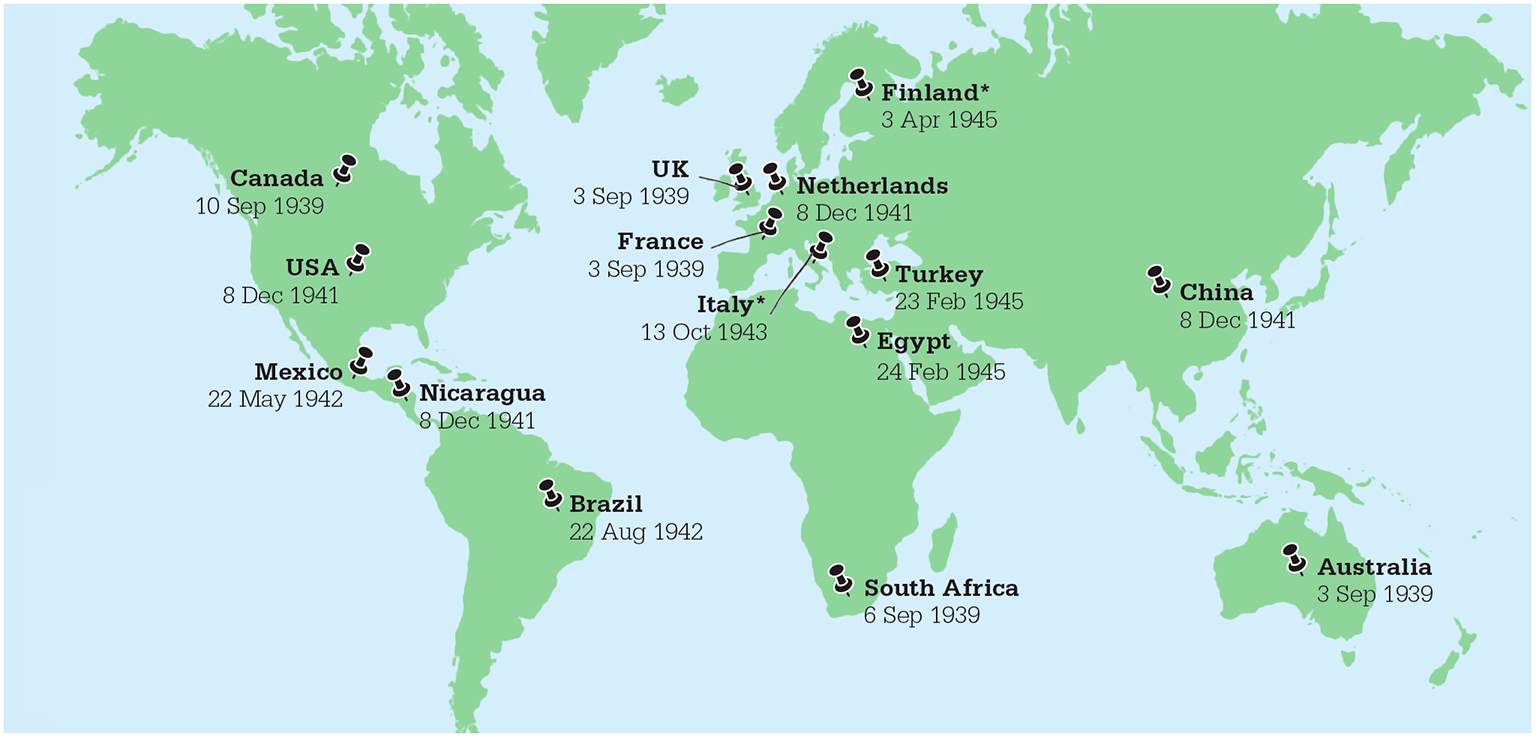 Finland*
3 Apr 1945
UK
3 Sep 1939
Netherlands
8 Dec 1941
Canada
10 Sep 1939
France
3 Sep 1939
USA
8 Dec 1941
Turkey
23 Feb 1945
China
8 Dec 1941
Italy*
13 Oct 1943
Egypt
24 Feb 1945
Mexico
22 May 1942
Nicaragua
8 Dec 1941
Brazil
22 Aug 1942
Australia
3 Sep 1939
South Africa
6 Sep 1939